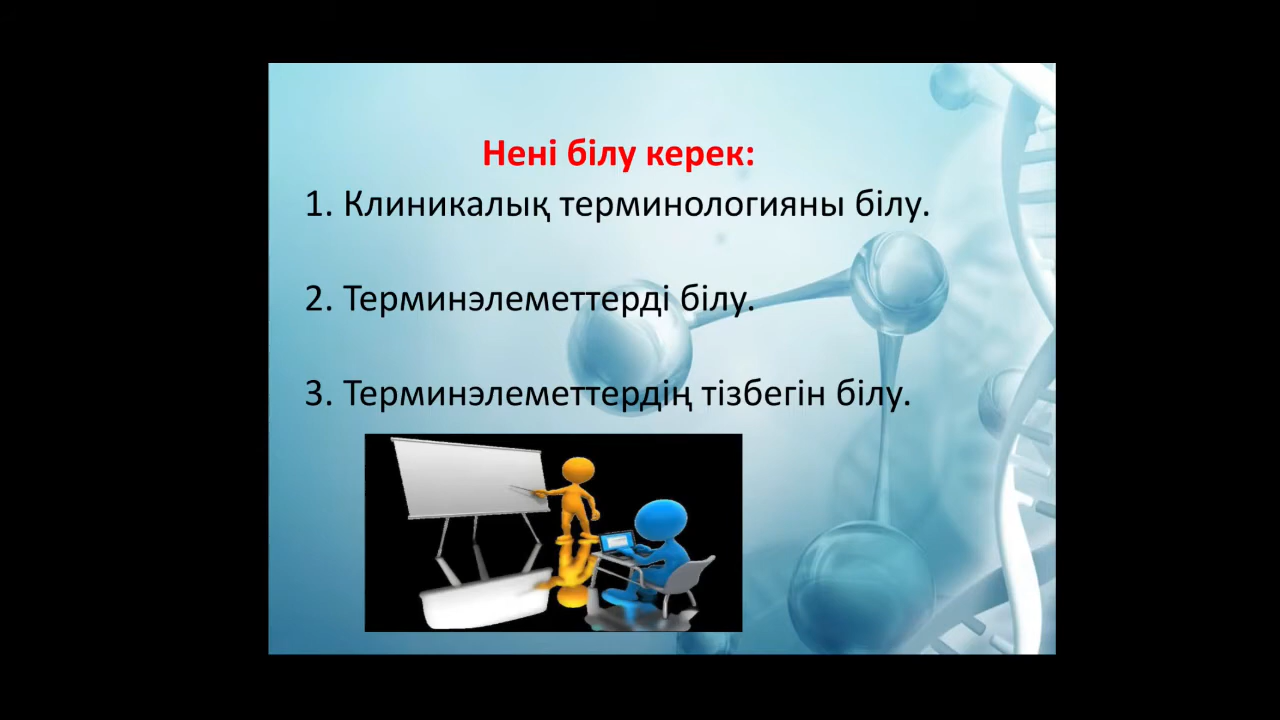 Нені білу керек:
1. Клиникалық терминологияны білу.
2. Терминэлеметтерді білу.
3. Терминэлеметтердің тізбегін білу.